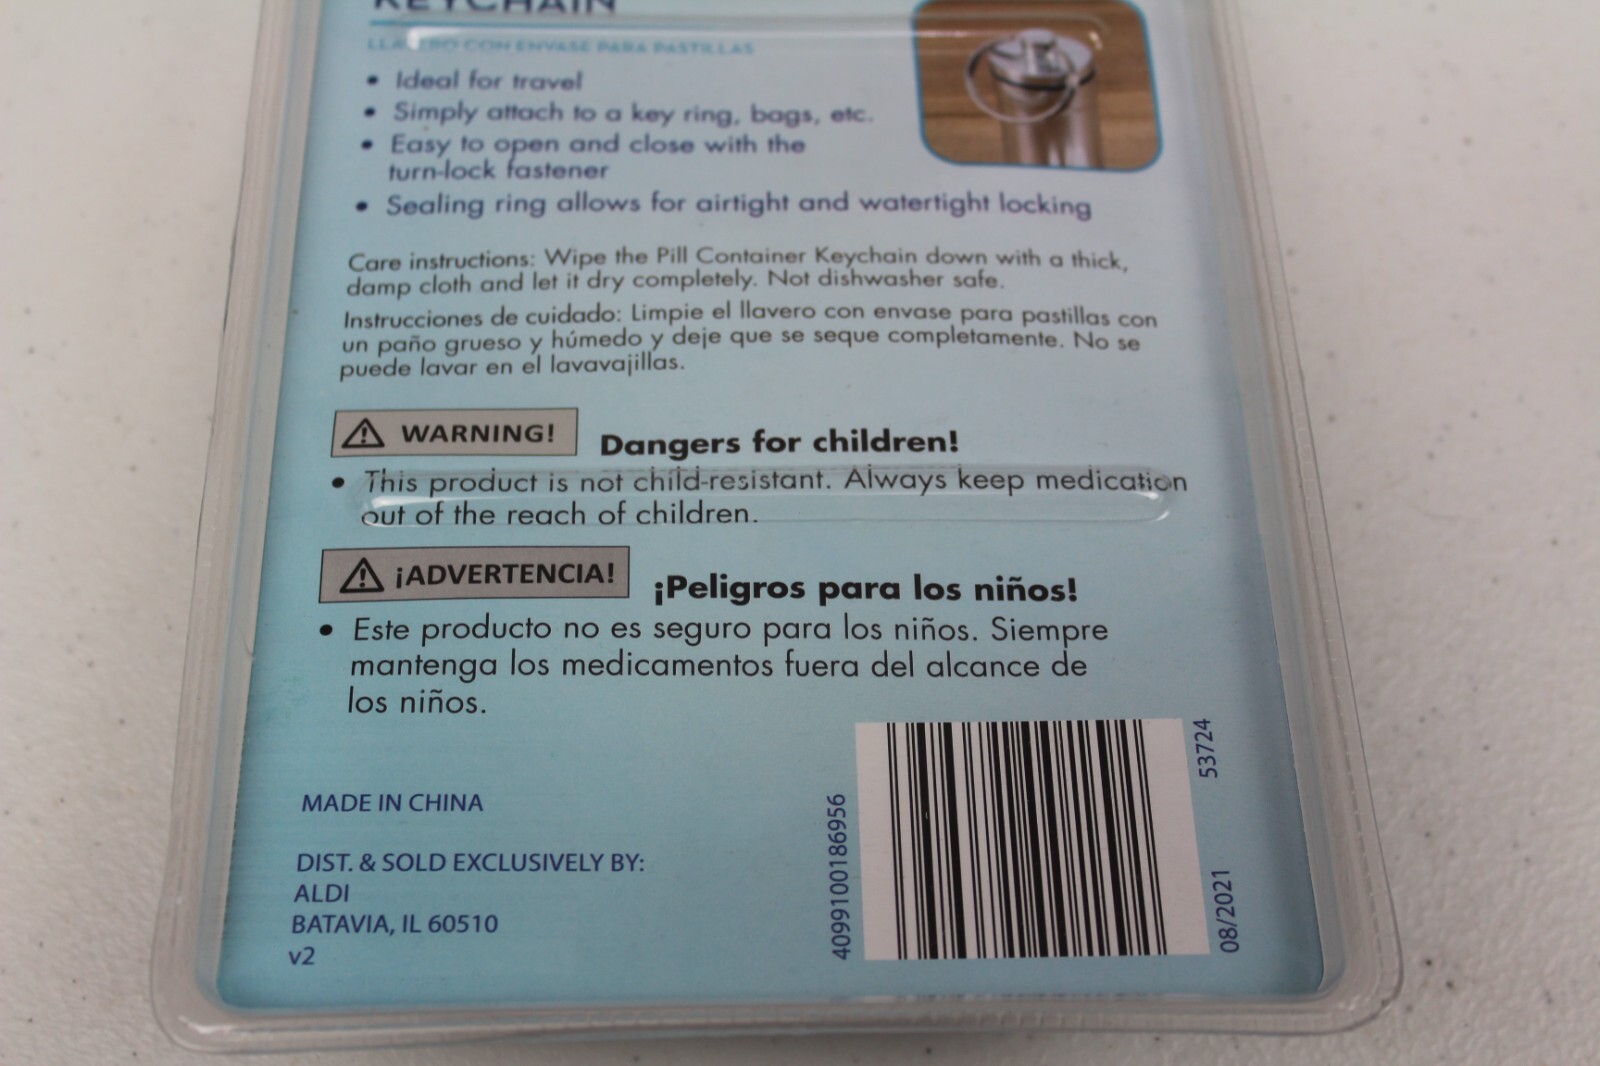 KEYCHAIN
LLAVERO CON ENVASE PARA PASTILLAS
• Ideal for travel
• Simply attach to a key ring, bags, etc.
• Easy to open and close with the
turn-lock fastener
• Sealing ring allows for airtight and watertight locking
Care instructions: Wipe the Pill Container Keychain down with a thick,
damp cloth and let it dry completely. Not dishwasher safe.
Instrucciones de cuidado: Limpie el llavero con envase para pastillas con
un paño grueso y húmedo y deje que se seque completamente. No se
puede lavar en el lavavajillas.
WARNING! Dangers for children!
• This product is not child-resistant. Always keep medication
out of the reach of children.
¡ADVERTENCIA! ¡Peligros para los niños!
• Este producto no es seguro para los niños. Siempre
mantenga los medicamentos fuera del alcance de
los niños.
MADE IN CHINA
DIST. & SOLD EXCLUSIVELY BY:
ALDI
BATAVIA, IL 60510
v2
4099100186956
53724
08/2021